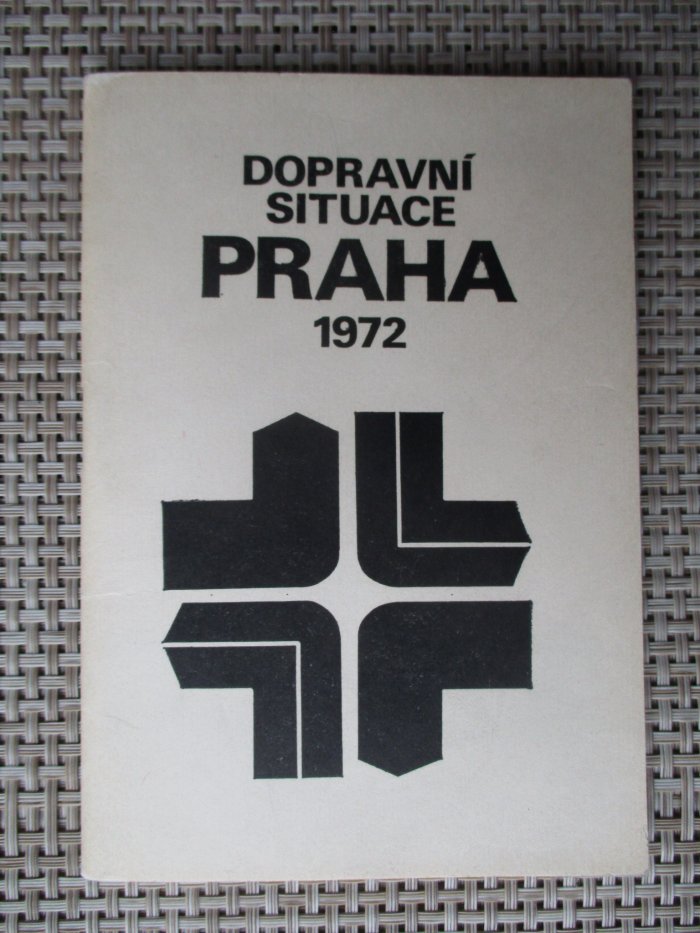 DOPRAVNÍ
SITUACE
PRAHA
1972